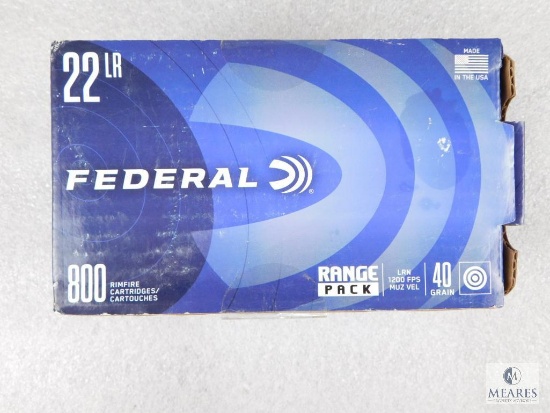 22 LR
MADE
IN THE USA
FEDERAL ®
800
RIMFIRE
CARTRIDGES/
CARTOUCHES
RANGE
PACK
LRN
1200 FPS
MUZ VEL
40
GRAIN
MEARES